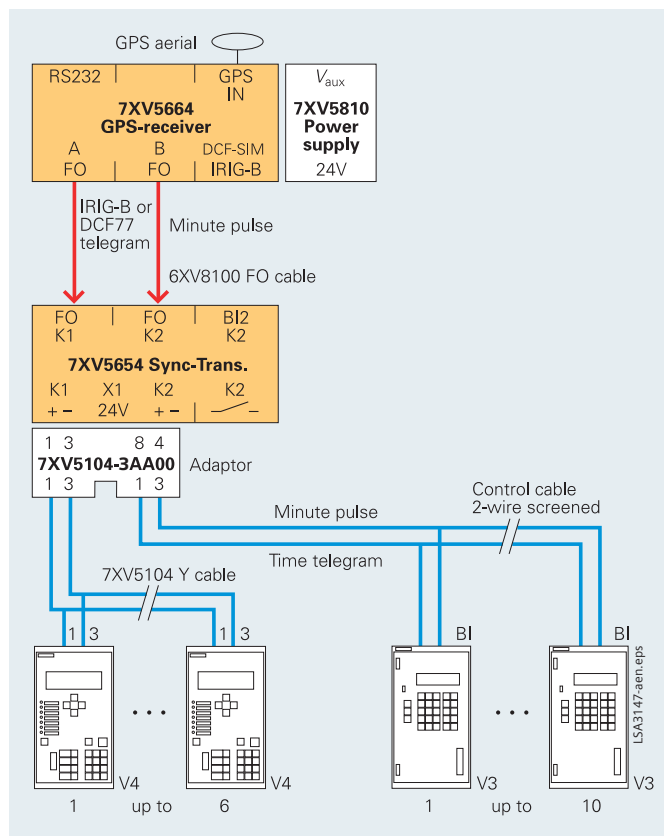 GPS aerial
RS232 GPS IN
7XV5664
GPS-receiver
A B DCF-SIM
FO FO IRIG-B
Vaux
7XV5810
Power
supply
24V
IRIG-B or
DCF77
telegram
Minute pulse
6XV8100 FO cable
FO FO BI2
K1 K2 K2
7XV5654 Sync-Trans.
K1 X1 K2 K2
+ − 24V + −
1 3 8 4
7XV5104-3AA00
1 3 1 3
Adaptor
Control cable
2-wire screened
Minute pulse
Time telegram
7XV5104 Y cable
1 3 1 3 BI BI
LSA3147-aen.eps
V4 V4 V3 V3
1 up to 6 1 up to 10